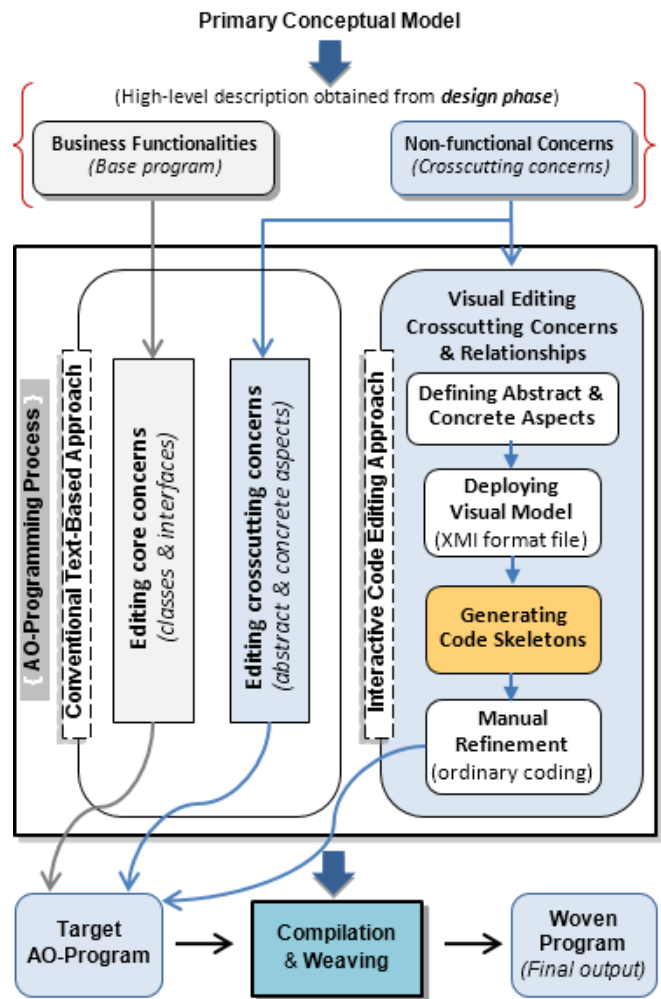 Primary Conceptual Model
(High-level description obtained from design phase)
Business Functionalities
(Base program)
Non-functional Concerns
(Crosscutting concerns)
{ AO-Programming Process }
Conventional Text-Based Approach
Editing core concerns
(classes & interfaces)
Editing crosscutting concerns
(abstract & concrete aspects)
Interactive Code Editing Approach
Visual Editing
Crosscutting Concerns
& Relationships
Defining Abstract &
Concrete Aspects
Deploying
Visual Model
(XMI format file)
Generating
Code Skeletons
Manual
Refinement
(ordinary coding)
Target
AO-Program
Compilation
& Weaving
Woven
Program
(Final output)